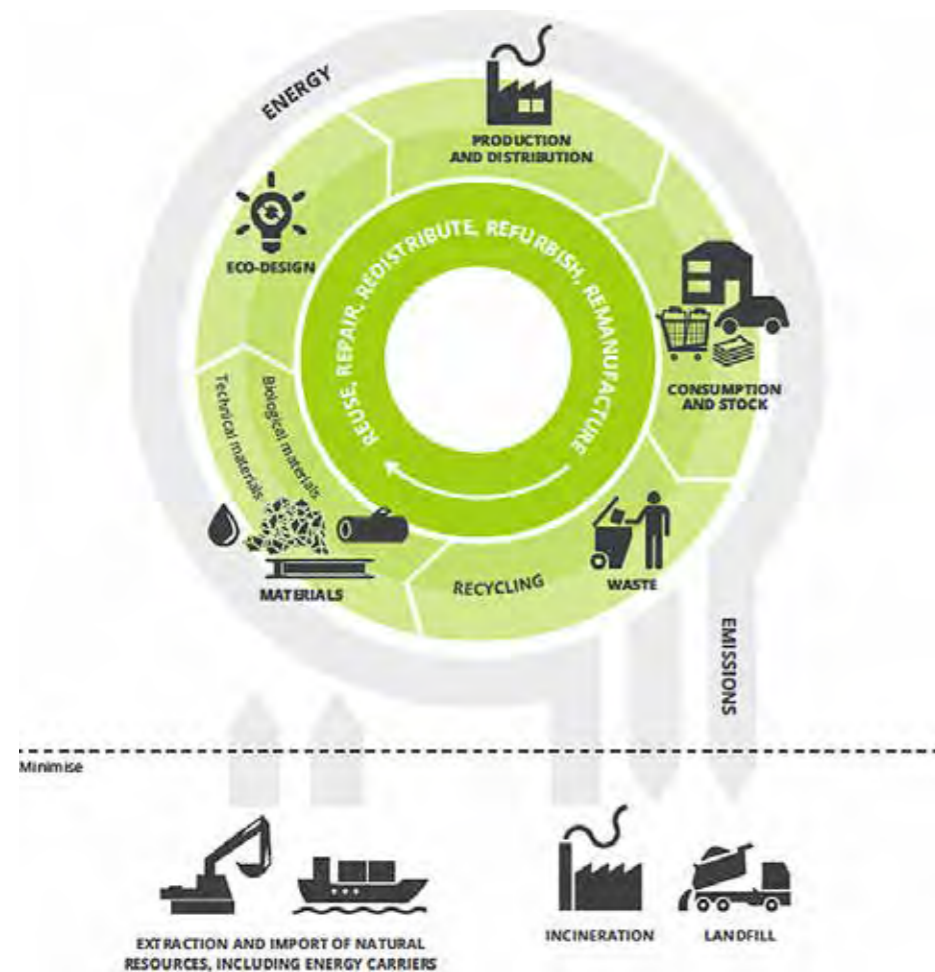 ENERGY
PRODUCTION
AND DISTRIBUTION
ECO-DESIGN
REUSE, REPAIR, REDISTRIBUTE, REFURBISH, REMANUFACTURE
CONSUMPTION
AND STOCK
Biological materials
Technical materials
MATERIALS
RECYCLING
WASTE
EMISSIONS
Minimise
EXTRACTION AND IMPORT OF NATURAL
RESOURCES, INCLUDING ENERGY CARRIERS
INCINERATION
LANDFILL